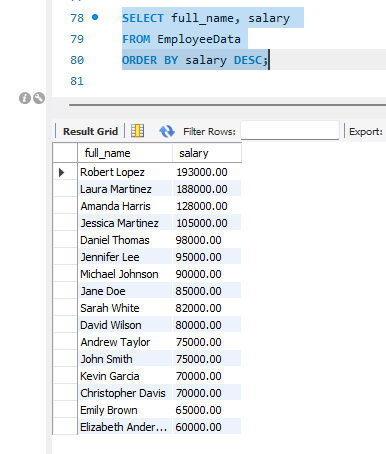 78 SELECT full_name, salary
79 FROM EmployeeData
80 ORDER BY salary DESC;
81
Result Grid Filter Rows: Export:
full_name salary
Robert Lopez 193000.00
Laura Martinez 188000.00
Amanda Harris 128000.00
Jessica Martinez 105000.00
Daniel Thomas 98000.00
Jennifer Lee 95000.00
Michael Johnson 90000.00
Jane Doe 85000.00
Sarah White 82000.00
David Wilson 80000.00
Andrew Taylor 75000.00
John Smith 75000.00
Kevin Garcia 70000.00
Christopher Davis 70000.00
Emily Brown 65000.00
Elizabeth Ander... 60000.00